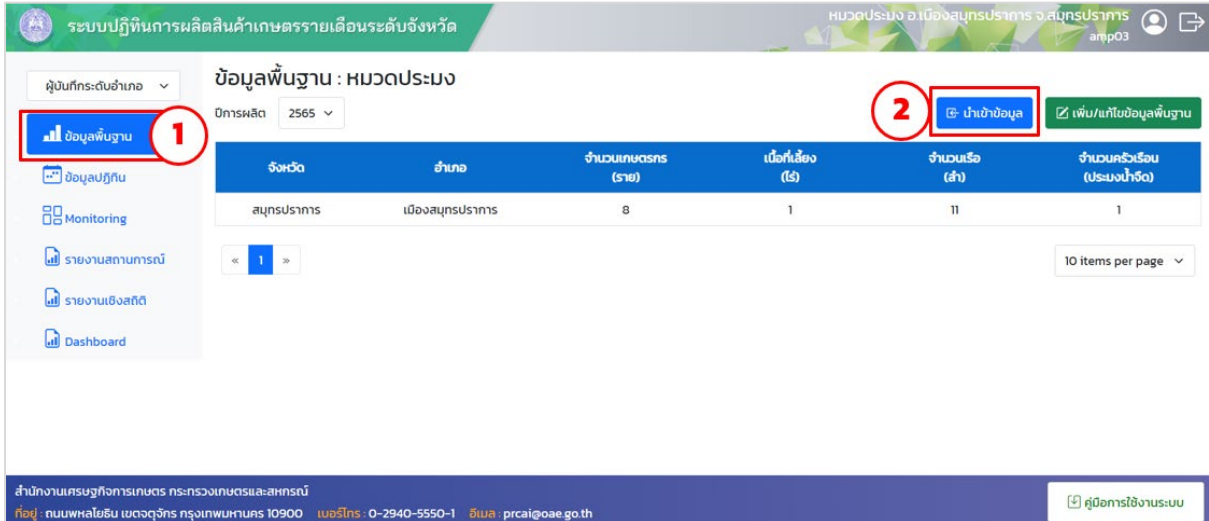 ระบบปฏิทินการผลิตสินค้าเกษตรรายเดือนระดับจังหวัด
หมวดประมง อ.เมืองสมุทรปราการ จ.สมุทรปราการ
amp03
ผู้บันทึกระดับอำเภอ
ข้อมูลพื้นฐาน : หมวดประมง
ปีการผลิต 2565
2
นำเข้าข้อมูล
เพิ่ม/แก้ไขข้อมูลพื้นฐาน
ข้อมูลพื้นฐาน
1
ข้อมูลปฏิทิน
Monitoring
รายงานสถานการณ์
รายงานเชิงสถิติ
Dashboard
จังหวัด อำเภอ จำนวนเกษตรกร เนื้อที่เลี้ยง จำนวนเรือ จำนวนครัวเรือน
(ราย) (ไร่) (ลำ) (ประมงน้ำจืด)
สมุทรปราการ เมืองสมุทรปราการ 8 1 11 1
« 1 »
10 items per page
สำนักงานเศรษฐกิจการเกษตร กระทรวงเกษตรและสหกรณ์
ที่อยู่ : ถนนพหลโยธิน เขตจตุจักร กรุงเทพมหานคร 10900 เบอร์โทร : 0-2940-5550-1 อีเมล : prcai@oae.go.th
คู่มือการใช้งานระบบ